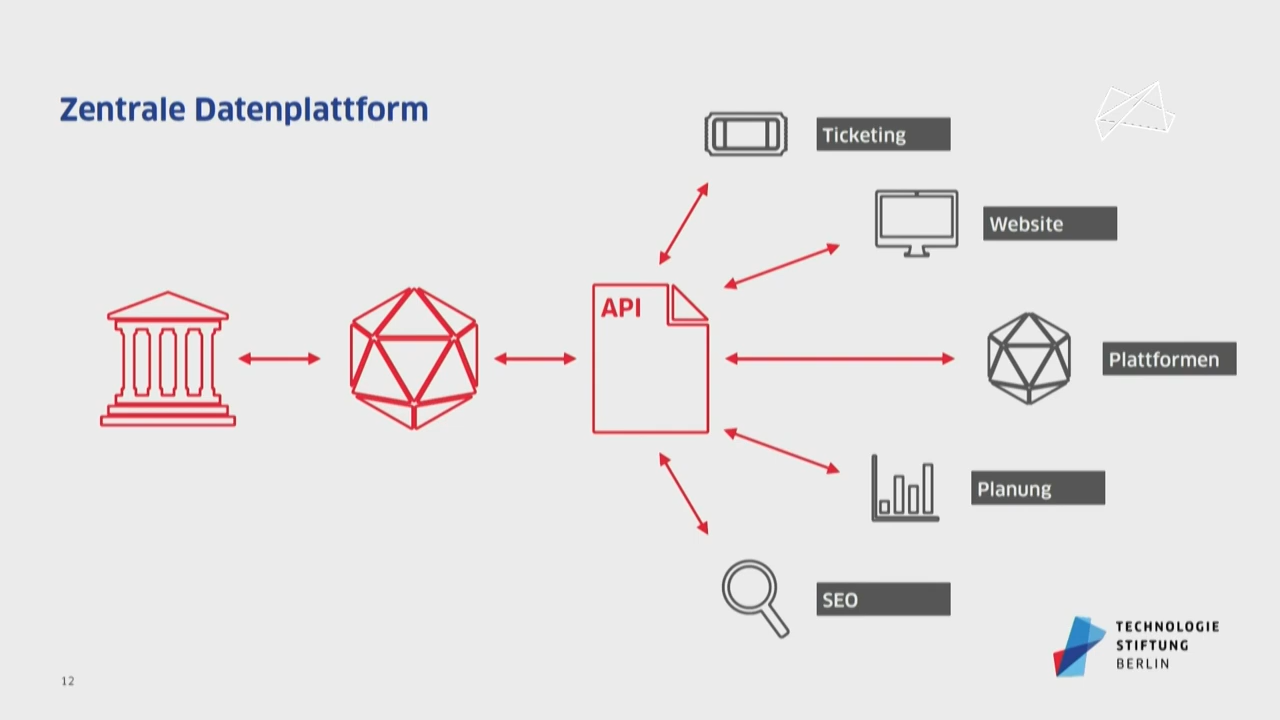 Zentrale Datenplattform
Ticketing
Website
API
Plattformen
Planung
SEO
TECHNOLOGIE
STIFTUNG
BERLIN
12